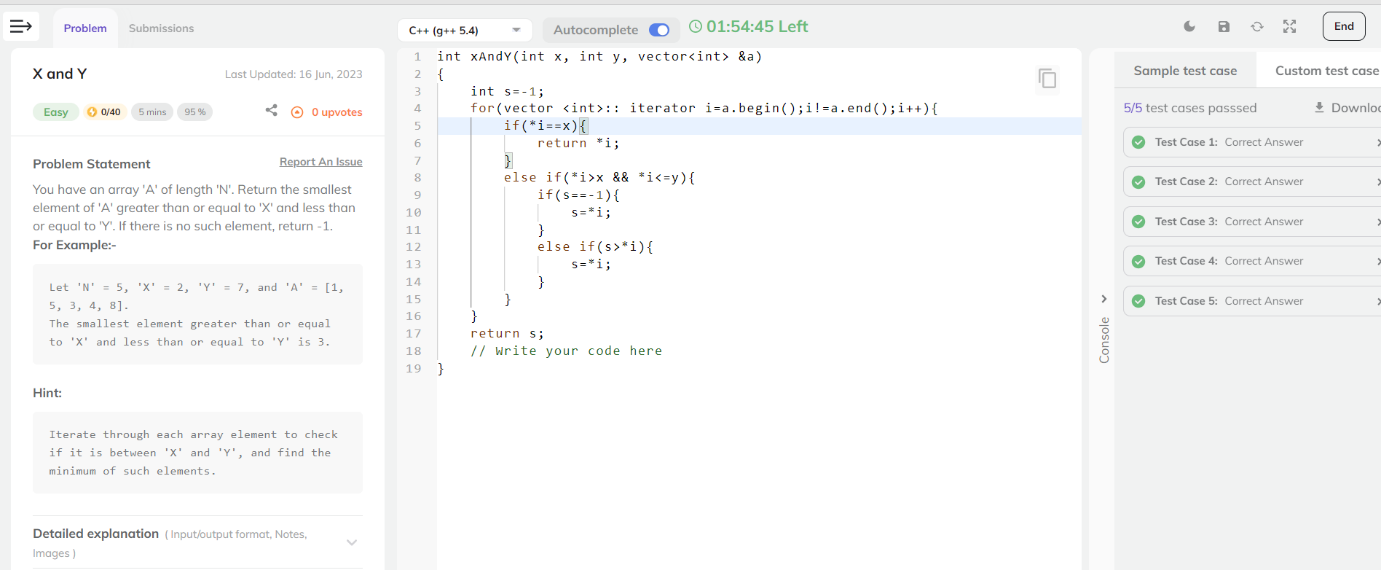 Problem
Submissions
C++ (g++ 5.4)
Autocomplete
01:54:45 Left
End
X and Y
Last Updated: 16 Jun, 2023
Easy
0/40
5 mins
95 %
0 upvotes
Problem Statement
Report An Issue
You have an array 'A' of length 'N'. Return the smallest
element of 'A' greater than or equal to 'X' and less than
or equal to 'Y'. If there is no such element, return -1.
For Example:-
Let 'N' = 5, 'X' = 2, 'Y' = 7, and 'A' = [1,
5, 3, 4, 8].
The smallest element greater than or equal
to 'X' and less than or equal to 'Y' is 3.
Hint:
Iterate through each array element to check
if it is between 'X' and 'Y', and find the
minimum of such elements.
Detailed explanation ( Input/output format, Notes,
Images )
1 int xAndY(int x, int y, vector<int> &a)
2 {
3 int s=-1;
4 for(vector <int>:: iterator i=a.begin();i!=a.end();i++){
5 if(*i==x){
6 return *i;
7 }
8 else if(*i>x && *i<=y){
9 if(s==-1){
10 s=*i;
11 }
12 else if(s>*i){
13 s=*i;
14 }
15 }
16 }
17 return s;
18 // Write your code here
19 }
Console
Sample test case
Custom test case
5/5 test cases passsed
Test Case 1: Correct Answer
Test Case 2: Correct Answer
Test Case 3: Correct Answer
Test Case 4: Correct Answer
Test Case 5: Correct Answer